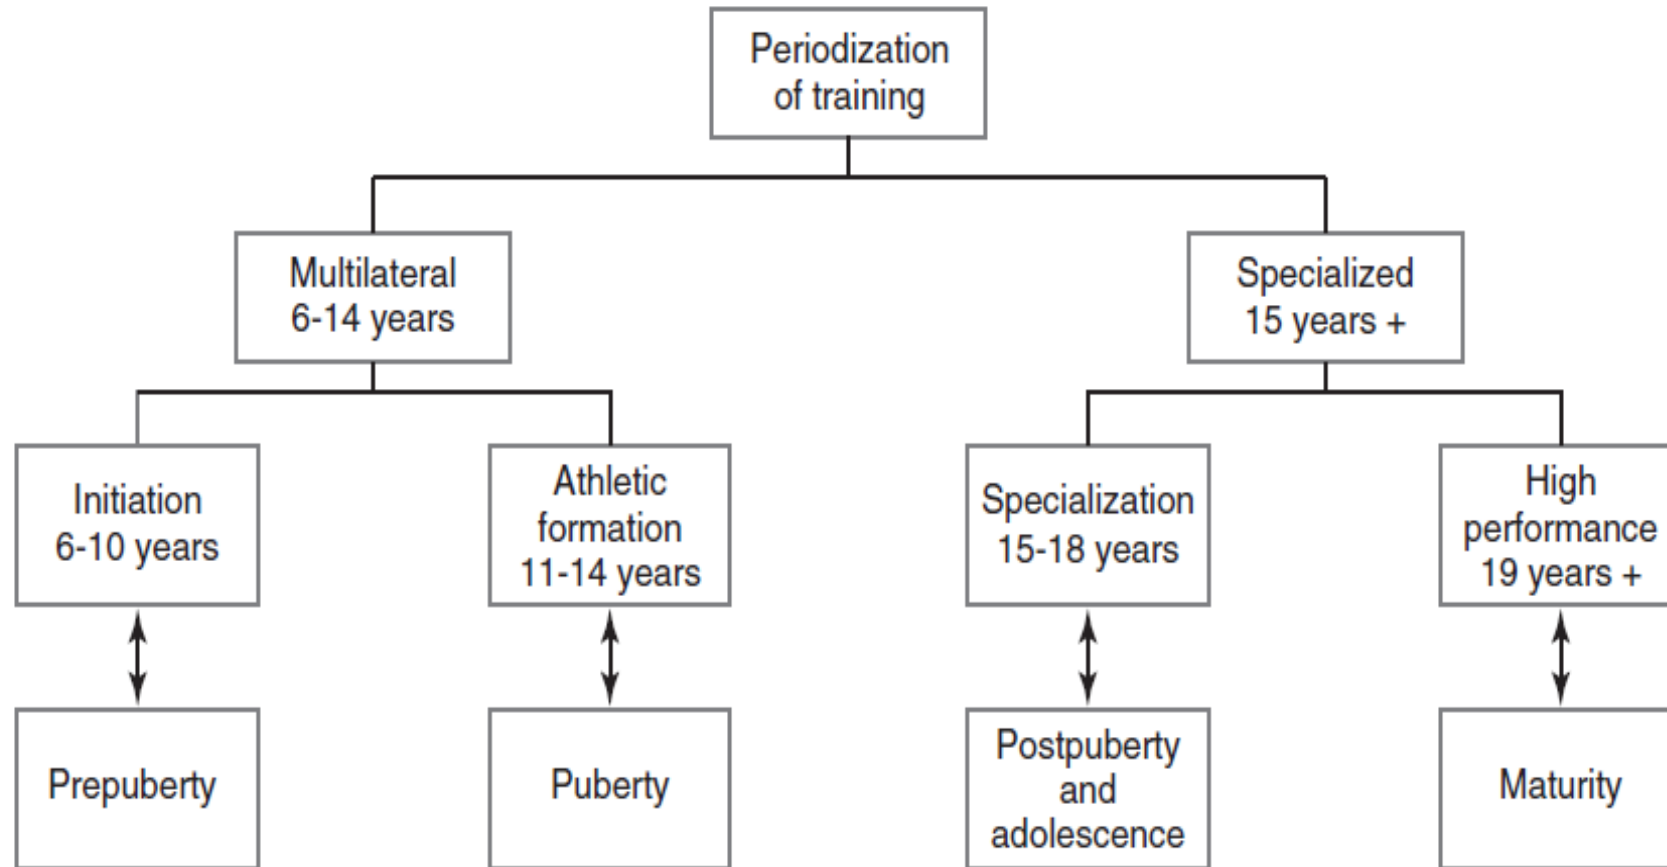 Periodization
of training
Multilateral
6-14 years
Specialized
15 years +
Initiation
6-10 years
Athletic
formation
11-14 years
Specialization
15-18 years
High
performance
19 years +
Prepuberty
Puberty
Postpuberty
and
adolescence
Maturity